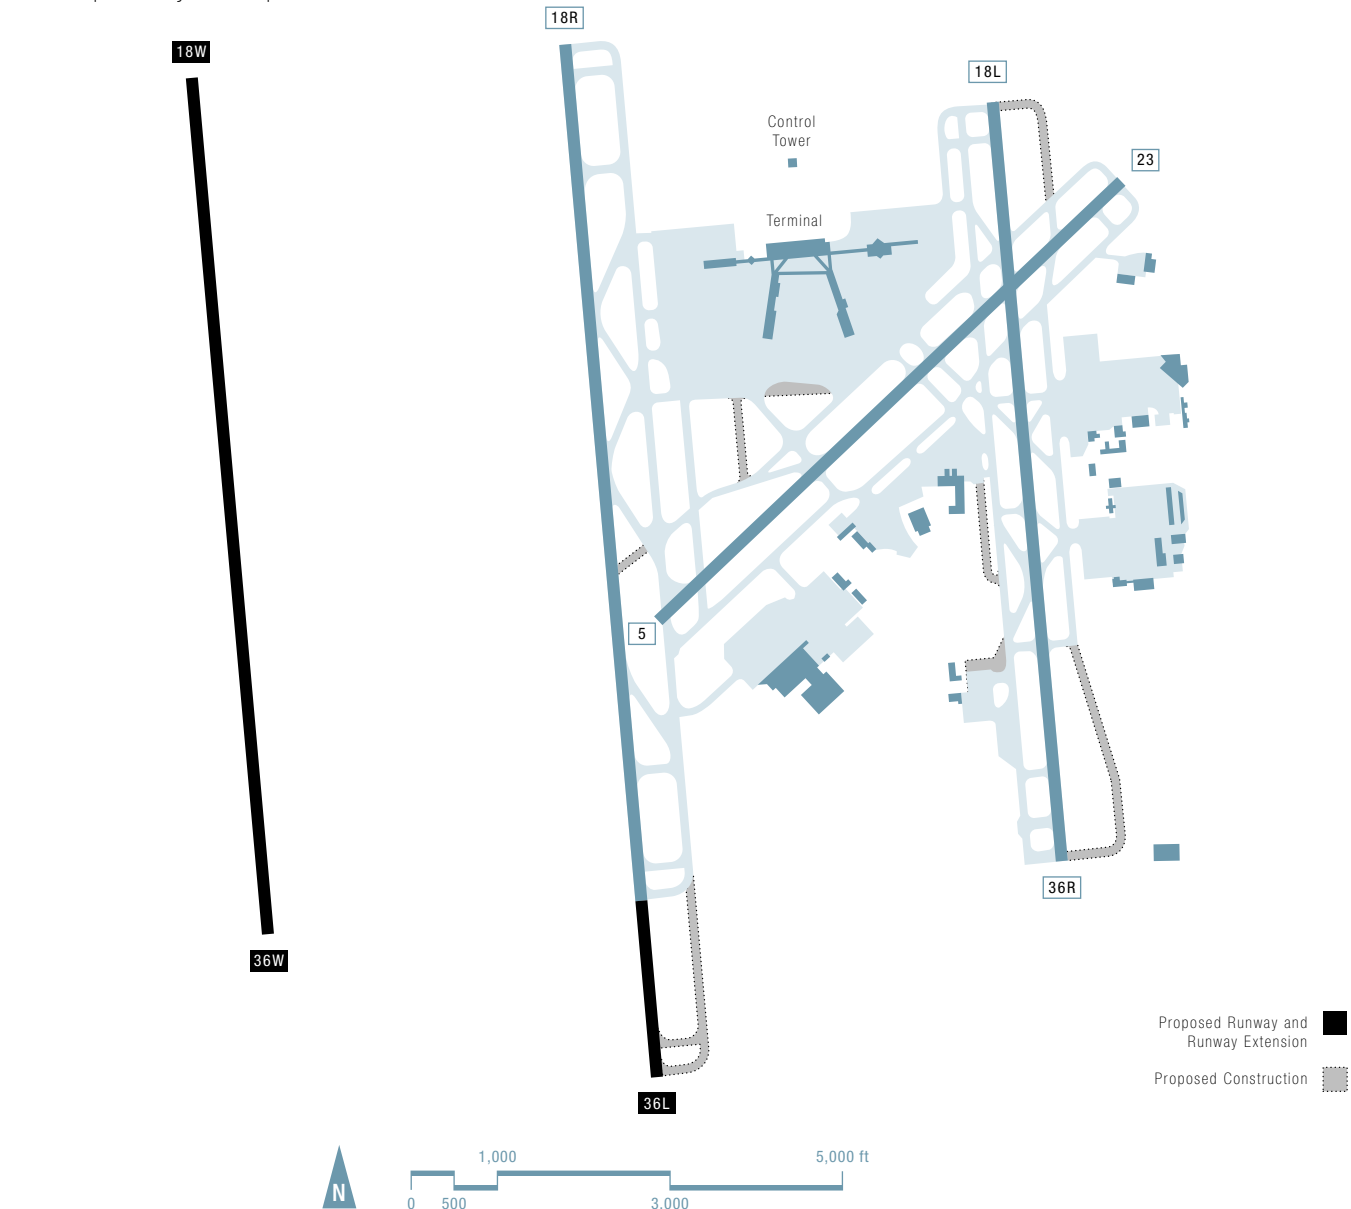 18R
18W
18L
Control
Tower
23
Terminal
5
36R
36W
Proposed Runway and
Runway Extension
Proposed Construction
36L
1,000
5,000 ft
N
0
500
3,000